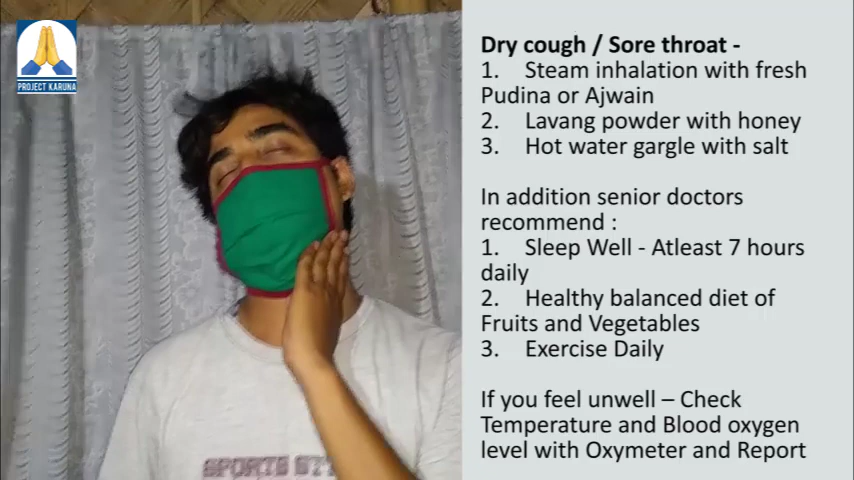 PROJECT KARUNA
Dry cough / Sore throat -
1. Steam inhalation with fresh
Pudina or Ajwain
2. Lavang powder with honey
3. Hot water gargle with salt
In addition senior doctors
recommend :
1. Sleep Well - Atleast 7 hours
daily
2. Healthy balanced diet of
Fruits and Vegetables
3. Exercise Daily
If you feel unwell – Check
Temperature and Blood oxygen
level with Oxymeter and Report
SPORTS